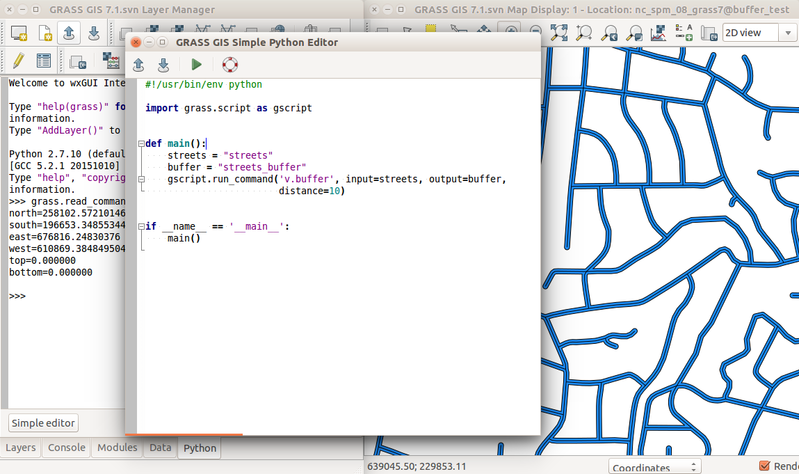 GRASS GIS 7.1.svn Layer Manager
GRASS GIS 7.1.svn Map Display: 1 - Location: nc_spm_08_grass7@buffer_test
2D view
GRASS GIS Simple Python Editor
Welcome to wxGUI Inte
Type "help(grass)" fo
information.
Type "AddLayer()" to
Python 2.7.10 (defaul
[GCC 5.2.1 20151010]
Type "help", "copyrig
information.
>>> grass.read_comman
north=258102.57210146
south=196653.34855344
east=676816.24830376
west=610869.384849504
top=0.000000
bottom=0.000000
>>>
#!/usr/bin/env python
import grass.script as gscript
def main():
streets = "streets"
buffer = "streets_buffer"
gscript.run_command('v.buffer', input=streets, output=buffer,
distance=10)
if __name__ == '__main__':
main()
Simple editor
Layers Console Modules Data Python
639045.50; 229853.11
Coordinates
Rend